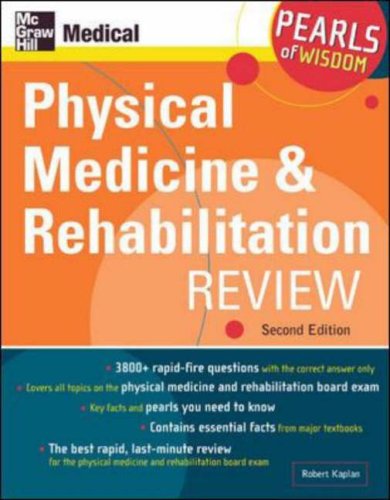 Mc
Graw
Hill
Medical
PEARLS
of WISDOM
Physical
Medicine &
Rehabilitation
REVIEW
Second Edition
• 3800+ rapid-fire questions with the correct answer only
• Covers all topics on the physical medicine and rehabilitation board exam
• Key facts and pearls you need to know
• Contains essential facts from major textbooks
• The best rapid, last-minute review
for the physical medicine and rehabilitation board exam
Robert Kaplan